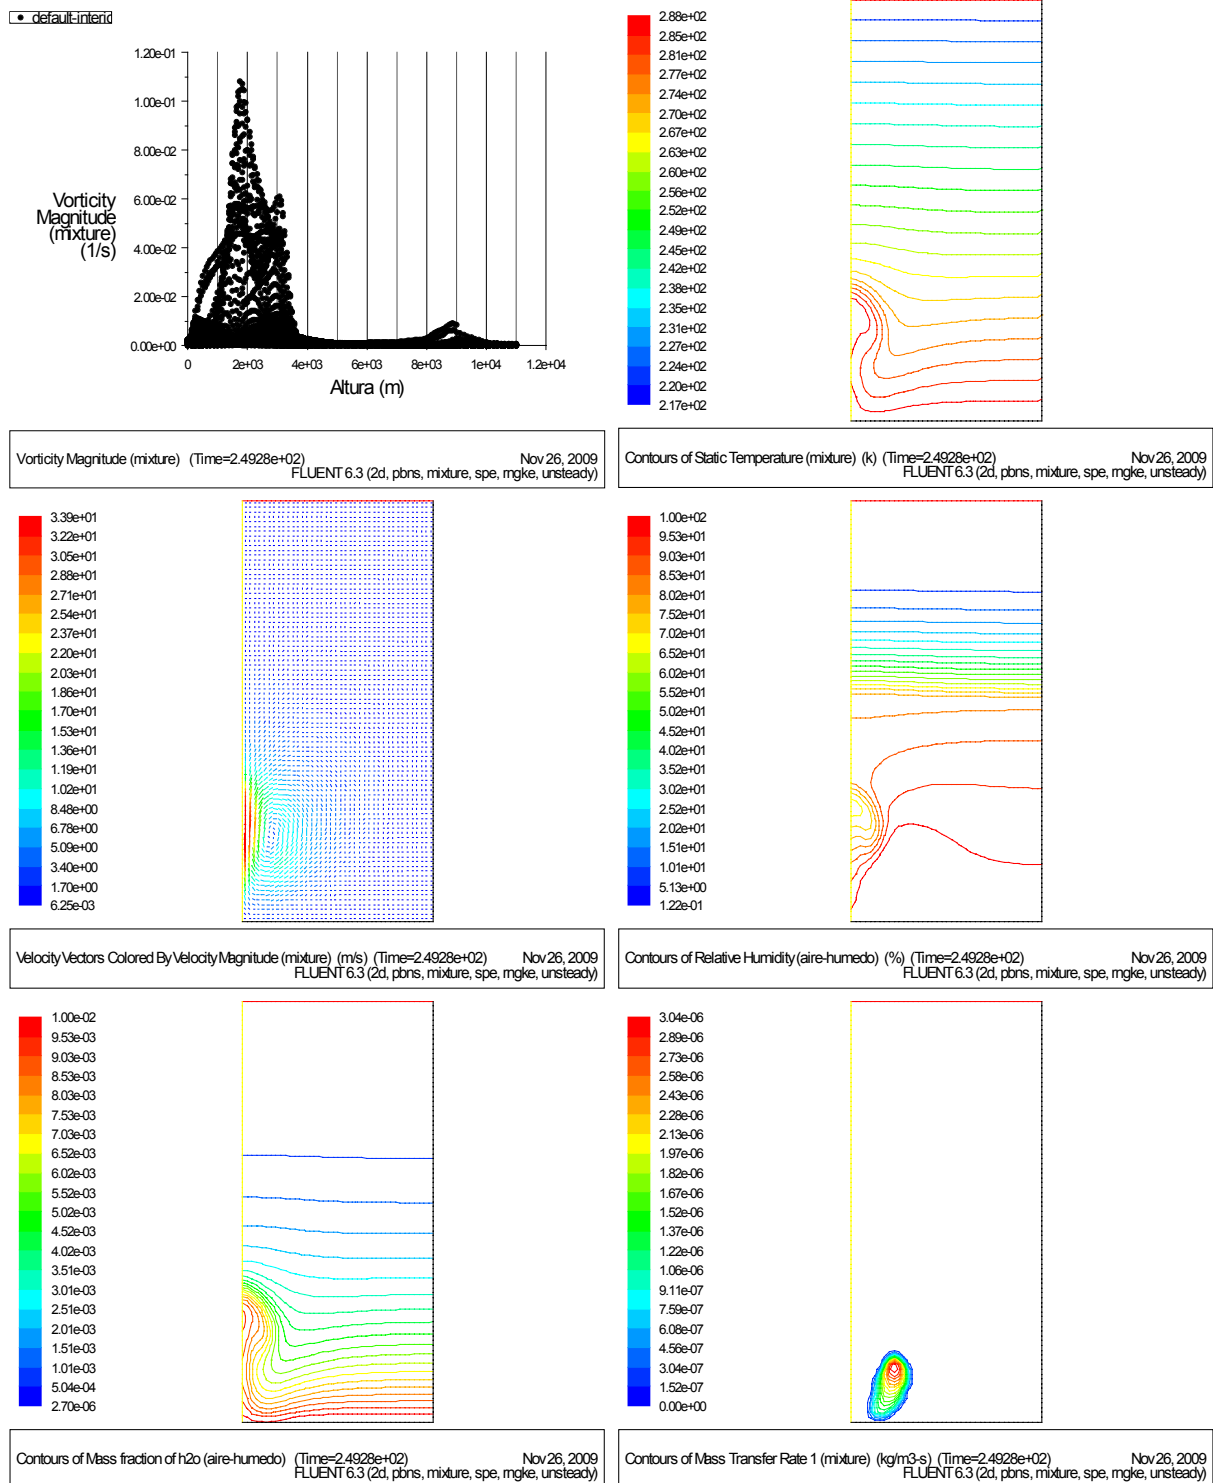 default-interio
1.20e-01
1.00e-01
8.00e-02
6.00e-02
4.00e-02
2.00e-02
0.00e+00
Vorticity
Magnitude
(mixture)
(1/s)
0 2e+03 4e+03 6e+03 8e+03 1e+04 1.2e+04
Altura (m)
Vorticity Magnitude (mixture) (Time=2.4928e+02) Nov 26, 2009
FLUENT 6.3 (2d, pbns, mixture, spe, rngke, unsteady)
2.88e+02
2.85e+02
2.81e+02
2.77e+02
2.74e+02
2.70e+02
2.67e+02
2.63e+02
2.60e+02
2.56e+02
2.52e+02
2.45e+02
2.42e+02
2.38e+02
2.35e+02
2.31e+02
2.27e+02
2.24e+02
2.20e+02
2.17e+02
Contours of Static Temperature (mixture) (k) (Time=2.4928e+02) Nov 26, 2009
FLUENT 6.3 (2d, pbns, mixture, spe, rngke, unsteady)
3.39e+01
3.22e+01
3.05e+01
2.88e+01
2.71e+01
2.54e+01
2.37e+01
2.20e+01
2.03e+01
1.86e+01
1.70e+01
1.53e+01
1.36e+01
1.19e+01
1.02e+01
8.48e+00
6.78e+00
5.09e+00
3.40e+00
1.70e+00
6.25e-03
Velocity Vectors Colored By Velocity Magnitude (mixture) (m/s) (Time=2.4928e+02) Nov 26, 2009
FLUENT 6.3 (2d, pbns, mixture, spe, rngke, unsteady)
1.00e+02
9.53e+01
9.03e+01
8.53e+01
8.02e+01
7.52e+01
7.02e+01
6.52e+01
6.02e+01
5.52e+01
5.02e+01
4.52e+01
4.02e+01
3.02e+01
2.52e+01
2.02e+01
1.51e+01
1.01e+01
5.13e+00
1.22e-01
Contours of Relative Humidity (aire-humedo) (%) (Time=2.4928e+02) Nov 26, 2009
FLUENT 6.3 (2d, pbns, mixture, spe, rngke, unsteady)
1.00e-02
9.53e-03
9.03e-03
8.53e-03
8.03e-03
7.53e-03
7.03e-03
6.52e-03
6.02e-03
5.52e-03
5.02e-03
4.52e-03
4.02e-03
3.51e-03
3.01e-03
2.51e-03
2.01e-03
1.51e-03
1.01e-03
5.04e-04
2.70e-06
Contours of Mass fraction of h2o (aire-humedo) (Time=2.4928e+02) Nov 26, 2009
FLUENT 6.3 (2d, pbns, mixture, spe, rngke, unsteady)
3.04e-06
2.89e-06
2.73e-06
2.58e-06
2.43e-06
2.28e-06
2.13e-06
1.97e-06
1.82e-06
1.67e-06
1.52e-06
1.37e-06
1.22e-06
1.06e-06
9.11e-07
7.59e-07
6.08e-07
4.56e-07
3.04e-07
1.52e-07
0.00e+00
Contours of Mass Transfer Rate 1 (mixture) (kg/m3-s) (Time=2.4928e+02) Nov 26, 2009
FLUENT 6.3 (2d, pbns, mixture, spe, rngke, unsteady)